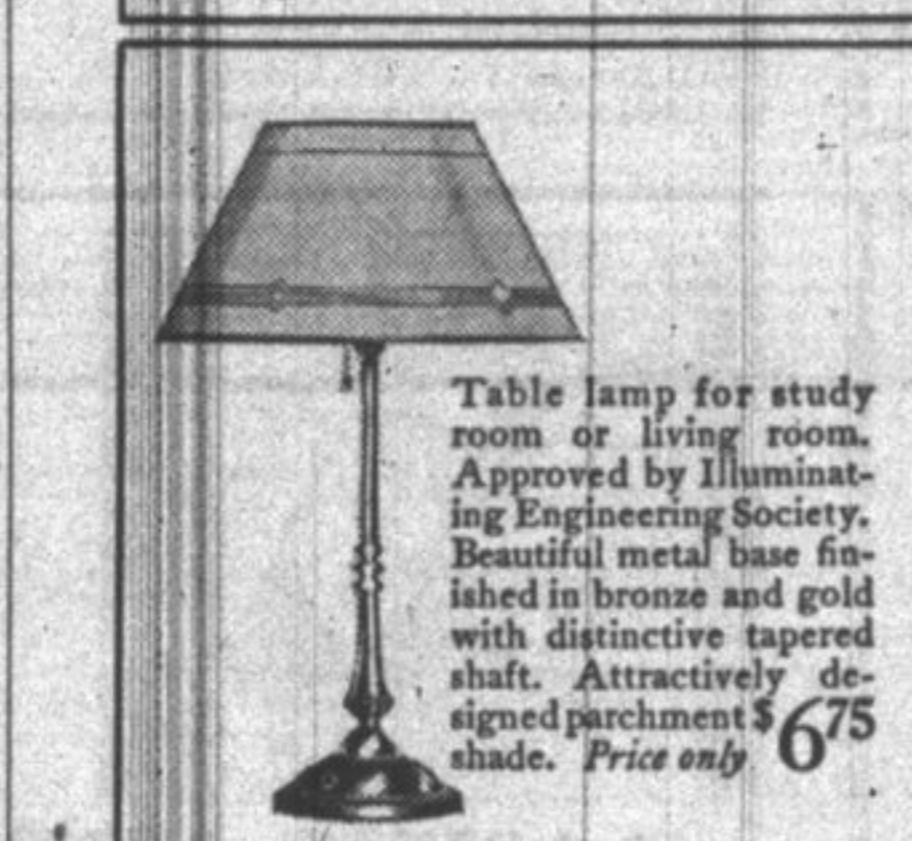 Table lamp for study
room or living room.
Approved by Illuminat-
ing Engineering Society.
Beautiful metal base fin-
ished in bronze and gold
with distinctive tapered
shaft. Attractively de-
signed parchment
shade. Price only $6.75